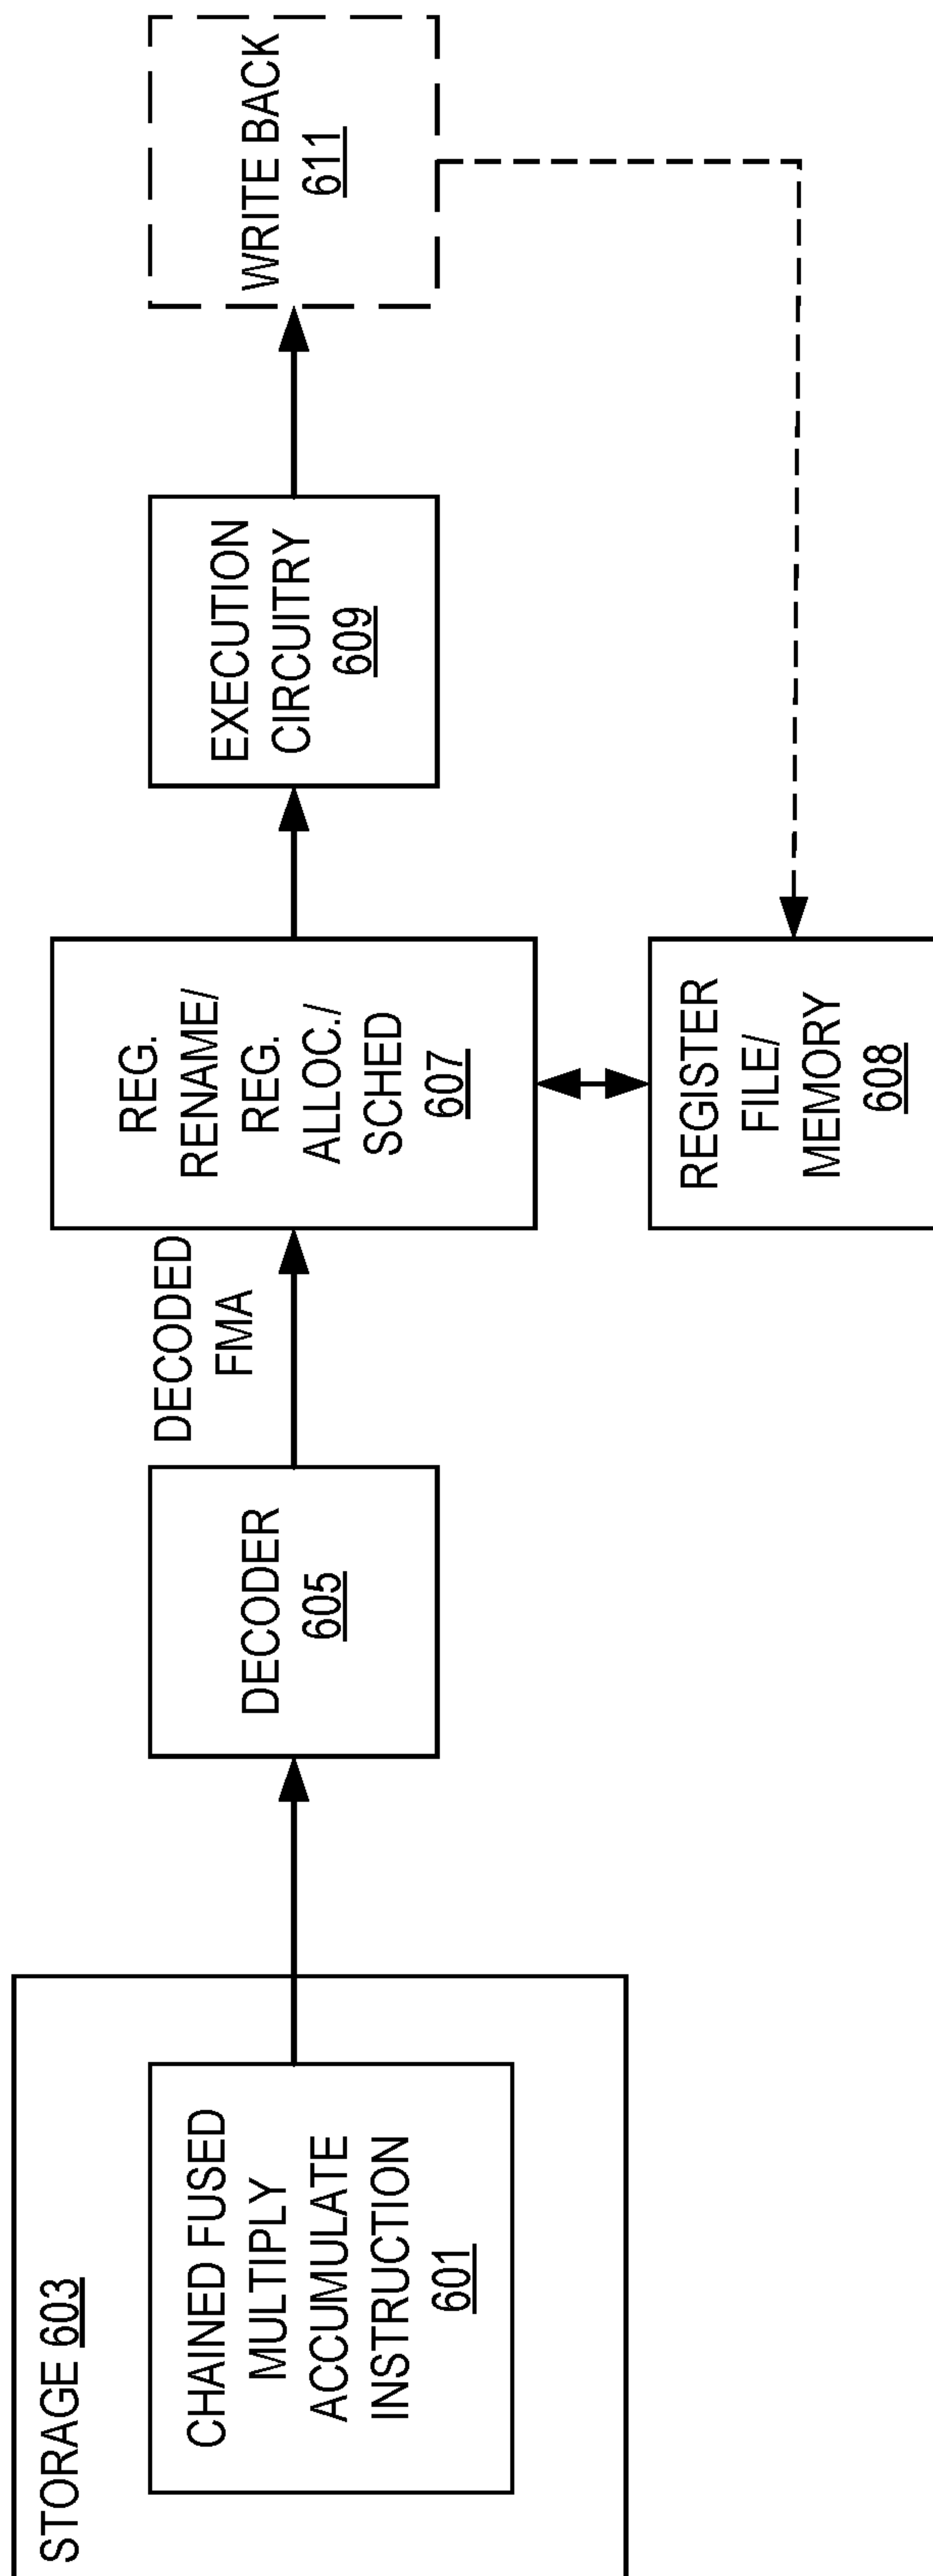 STORAGE 603
CHAINED FUSED
MULTIPLY
ACCUMULATE
INSTRUCTION
601
DECODER
605
DECODED
FMA
REG.
RENAME/
REG.
ALLOC./
SCHED
607
REGISTER
FILE/
MEMORY
608
EXECUTION
CIRCUITRY
609
WRITE BACK
611